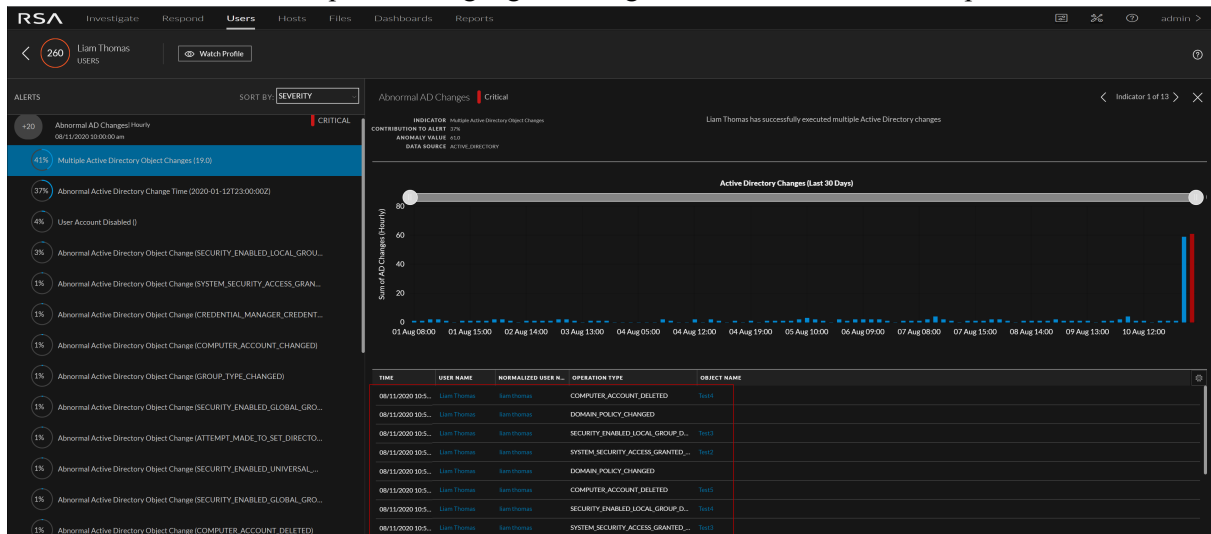 RSA Investigate Respond Users Hosts Files Dashboards Reports admin >
260 Liam Thomas
USERS
Watch Profile
ALERTS SORT BY: SEVERITY
+20 Abnormal AD Changes| Hourly CRITICAL
08/11/2020 10:00:00 am
41% Multiple Active Directory Object Changes (19.0)
37% Abnormal Active Directory Change Time (2020-01-12T23:00:00Z)
4% User Account Disabled ()
3% Abnormal Active Directory Object Change (SECURITY_ENABLED_LOCAL_GROU...
1% Abnormal Active Directory Object Change (SYSTEM_SECURITY_ACCESS_GRAN...
1% Abnormal Active Directory Object Change (CREDENTIAL_MANAGER_CREDENT...
1% Abnormal Active Directory Object Change (COMPUTER_ACCOUNT_CHANGED)
1% Abnormal Active Directory Object Change (GROUP_TYPE_CHANGED)
1% Abnormal Active Directory Object Change (SECURITY_ENABLED_GLOBAL_GRO...
1% Abnormal Active Directory Object Change (ATTEMPT_MADE_TO_SET_DIRECTO...
1% Abnormal Active Directory Object Change (SECURITY_ENABLED_UNIVERSAL_...
1% Abnormal Active Directory Object Change (SECURITY_ENABLED_GLOBAL_GRO...
1% Abnormal Active Directory Object Change (COMPUTER_ACCOUNT_DELETED)
Abnormal AD Changes Critical Indicator 1 of 13
INDICATOR Multiple Active Directory Object Changes
CONTRIBUTION TO ALERT 37%
ANOMALY VALUE 61.0
DATA SOURCE ACTIVE_DIRECTORY
Liam Thomas has successfully executed multiple Active Directory changes
Active Directory Changes (Last 30 Days)
Sum of AD Changes (Hourly)
80
60
40
20
0
01 Aug 08:00 01 Aug 15:00 02 Aug 14:00 03 Aug 13:00 04 Aug 05:00 04 Aug 12:00 04 Aug 19:00 05 Aug 10:00 06 Aug 09:00 07 Aug 08:00 07 Aug 15:00 08 Aug 14:00 09 Aug 13:00 10 Aug 12:00
TIME USER NAME NORMALIZED USER N... OPERATION TYPE OBJECT NAME
08/11/2020 10:5... Liam Thomas liam thomas COMPUTER_ACCOUNT_DELETED Test4
08/11/2020 10:5... Liam Thomas liam thomas DOMAIN_POLICY_CHANGED
08/11/2020 10:5... Liam Thomas liam thomas SECURITY_ENABLED_LOCAL_GROUP_D... Test3
08/11/2020 10:5... Liam Thomas liam thomas SYSTEM_SECURITY_ACCESS_GRANTED_... Test2
08/11/2020 10:5... Liam Thomas liam thomas DOMAIN_POLICY_CHANGED
08/11/2020 10:5... Liam Thomas liam thomas COMPUTER_ACCOUNT_DELETED Test5
08/11/2020 10:5... Liam Thomas liam thomas SECURITY_ENABLED_LOCAL_GROUP_D... Test4
08/11/2020 10:5... Liam Thomas liam thomas SYSTEM_SECURITY_ACCESS_GRANTED_... Test3